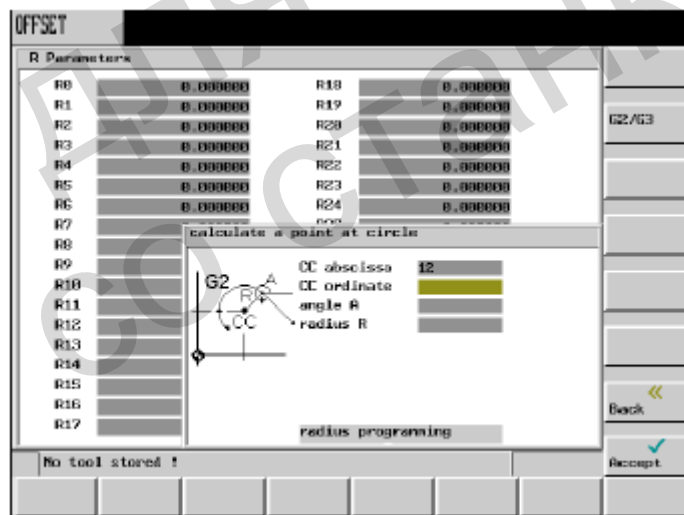 OFFSET
R Parameters
R0 0.000000 R18 0.000000
R1 0.000000 R19 0.000000
R2 0.000000 R20 0.000000
R3 0.000000 R21 0.000000
R4 0.000000 R22 0.000000
R5 0.000000 R23 0.000000
R6 0.000000 R24 0.000000
R7
R8
R9
R10
R11
R12
R13
R14
R15
R16
R17
calculate a point at circle
CC abscissa 12
CC ordinate
angle A
radius R
G2
A
R
CC
radius programming
G2/G3
«
Back
Accept
No tool stored !
для
со станк